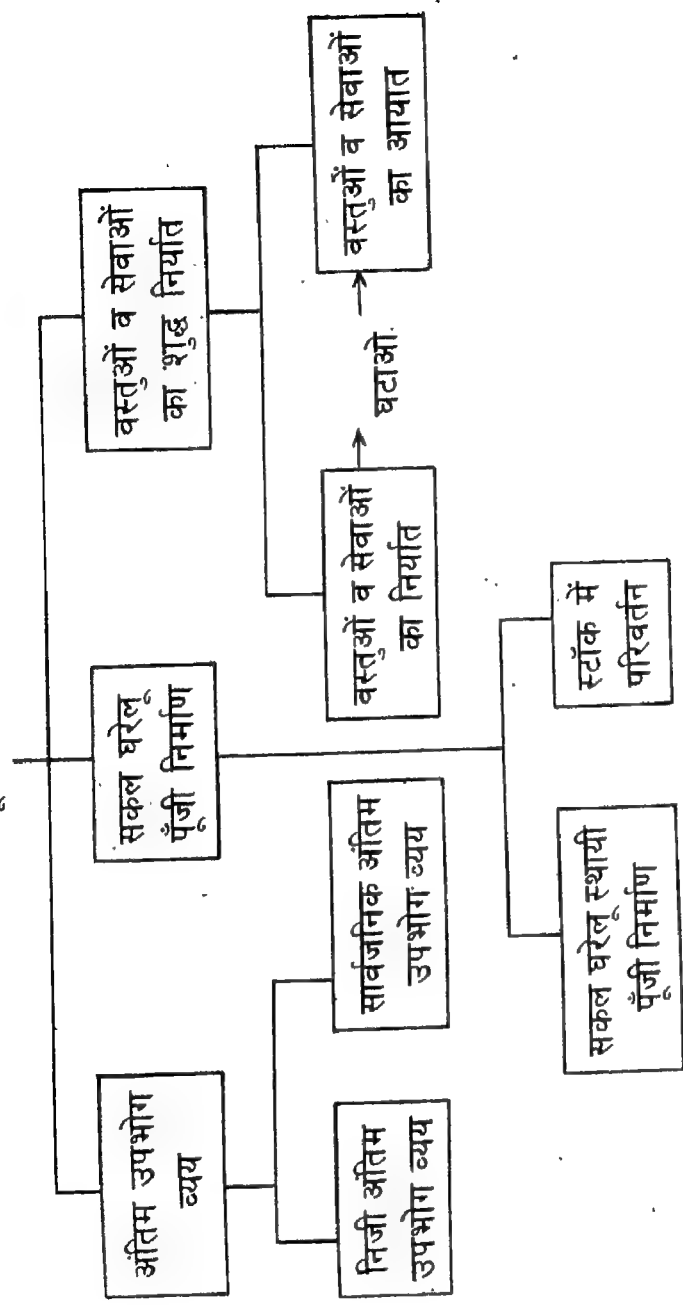 अंतिम उपभोग
व्यय
सकल घरेलू
पूँजी निर्माण
वस्तुओं व सेवाओं
का शुद्ध निर्यात
निजी अंतिम
उपभोग व्यय
सार्वजनिक अंतिम
उपभोग व्यय
वस्तुओं व सेवाओं
का निर्यात
घटाओ
वस्तुओं व सेवाओं
का आयात
सकल घरेलू स्थायी
पूँजी निर्माण
स्टॉक में
परिवर्तन